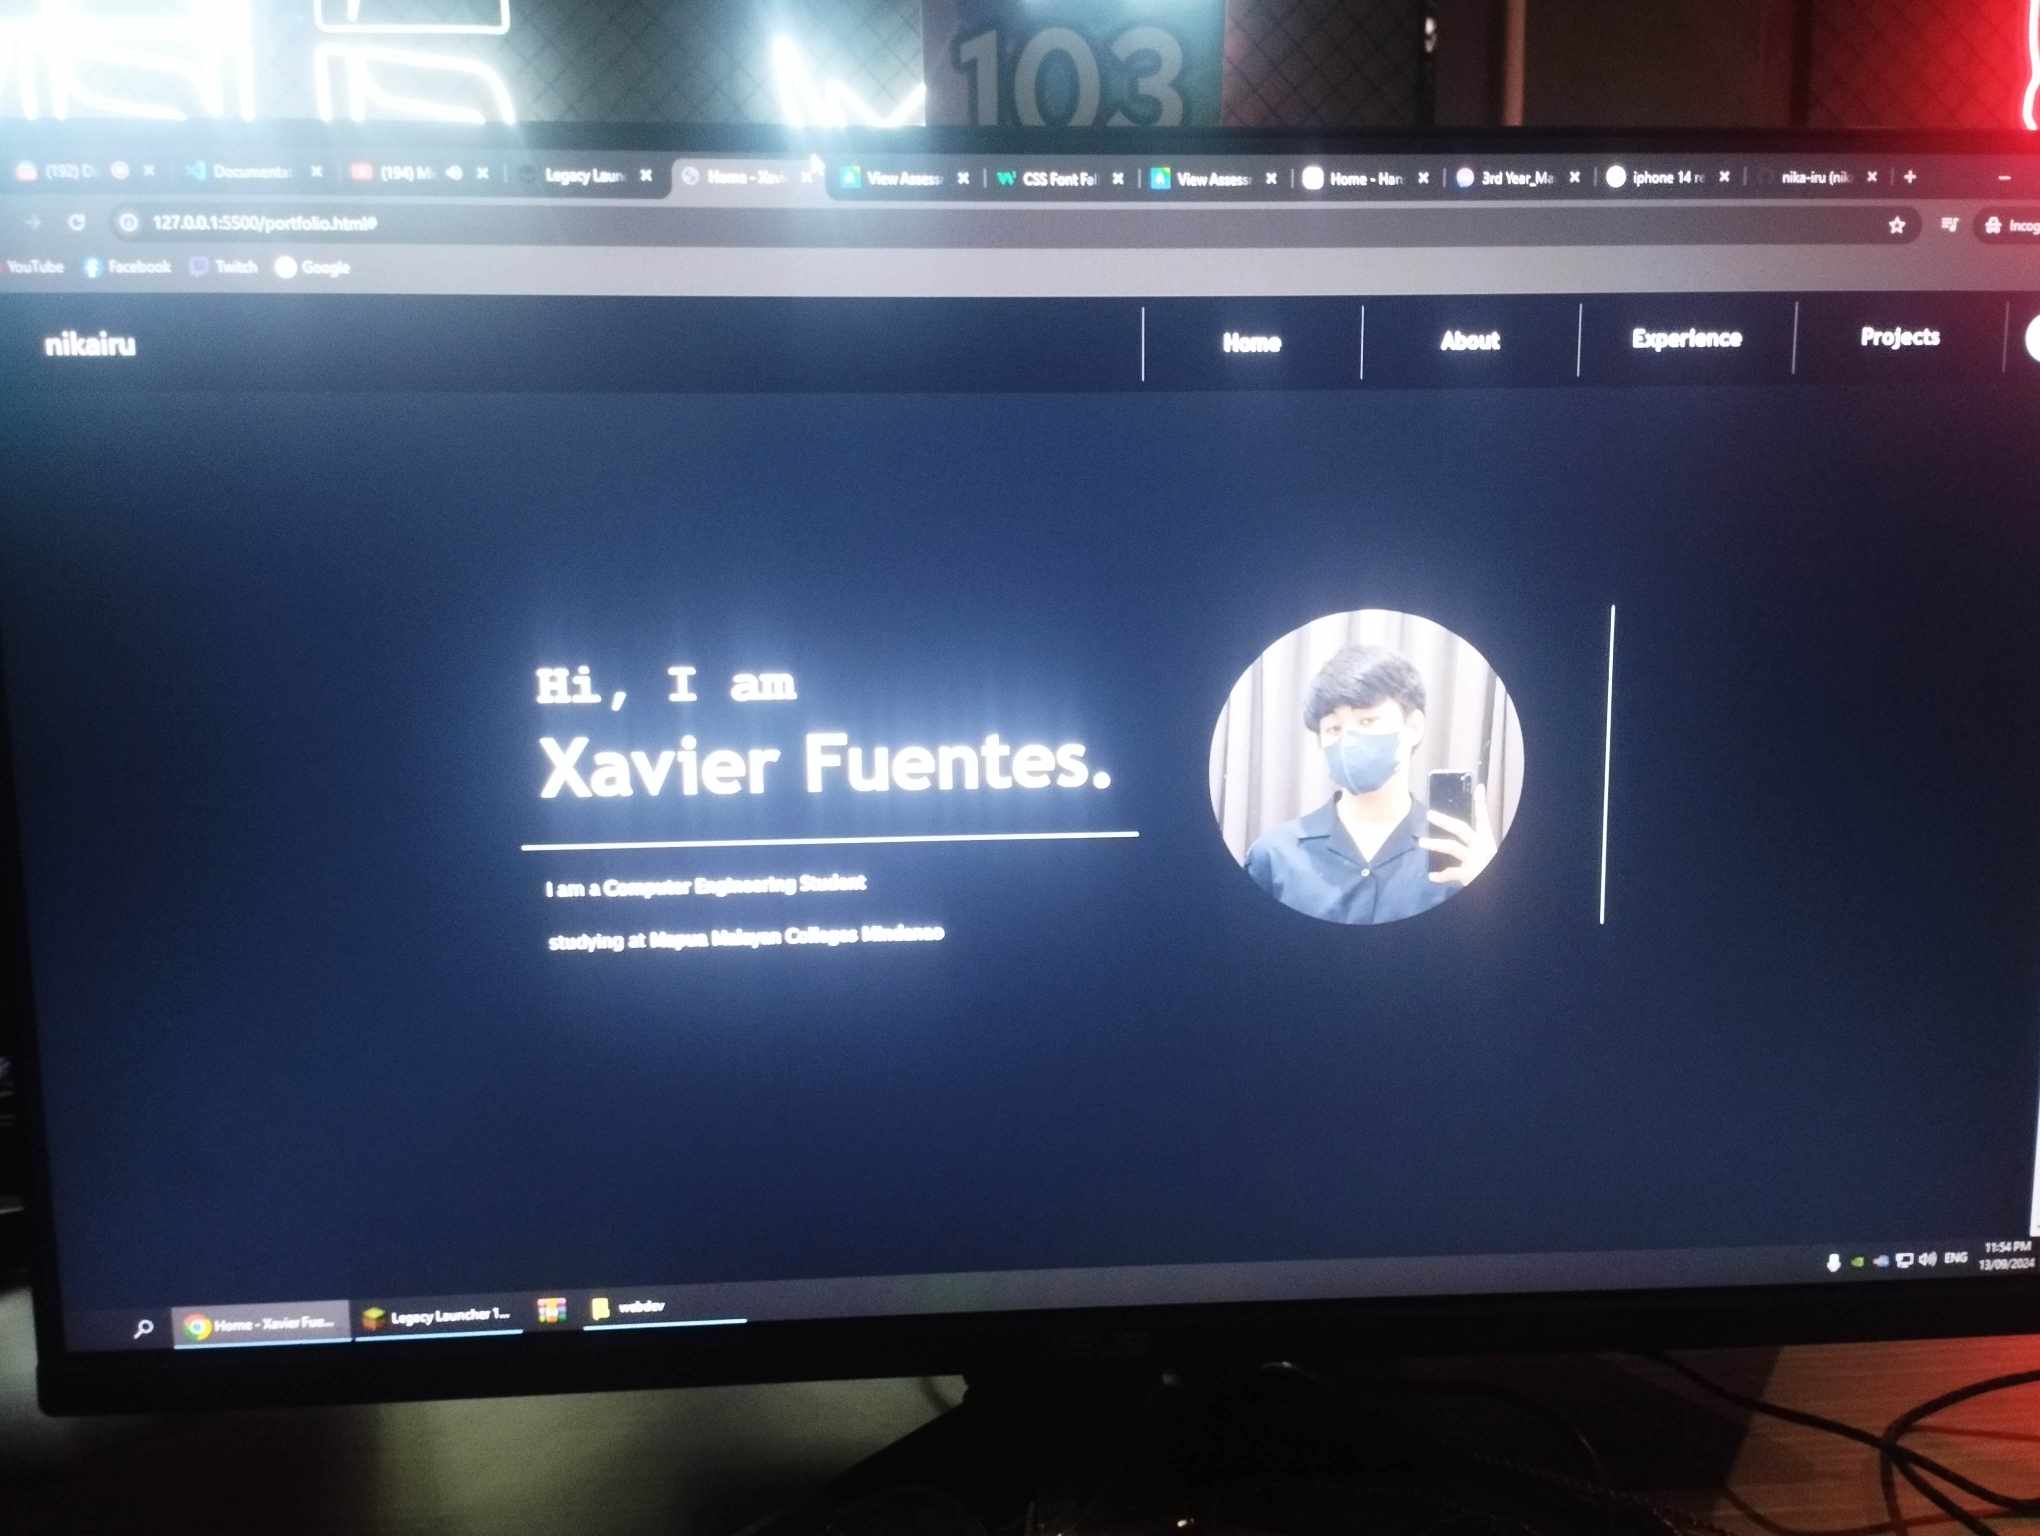 103
Documenta
Legacy Laun
Home - Xavi
View Assess
CSS Font Fal
View Assess
Home - Han
3rd Year_Ma
iphone 14 re
nika-iru (nik
127.0.0.1:5500/portfolio.html#
Incog
YouTube
Facebook
Twitch
Google
nikairu
Home
About
Experience
Projects
Hi, I am
Xavier Fuentes.
I am a Computer Engineering Student
studying at Mapua Malayan Colleges Mindanao
ENG
11:54 PM
13/09/2024
Home - Xavier Fue...
Legacy Launcher 1...
webdev